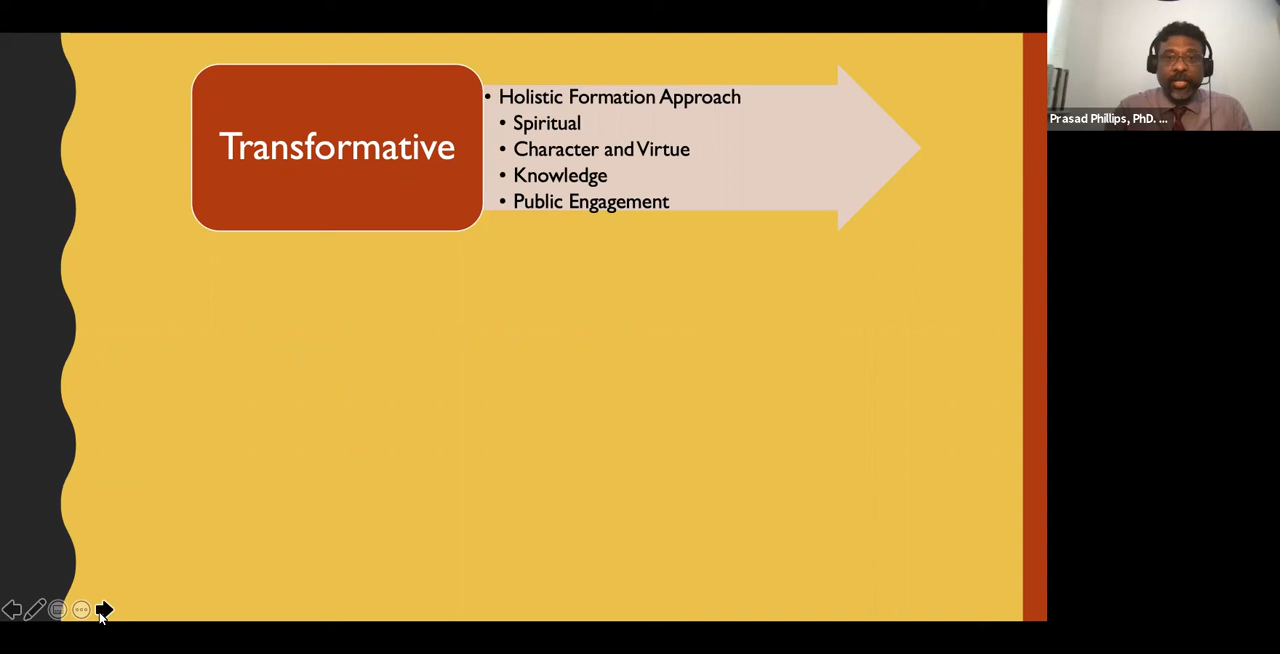 Transformative
• Holistic Formation Approach
• Spiritual
• Character and Virtue
• Knowledge
• Public Engagement
Prasad Phillips, PhD. ...